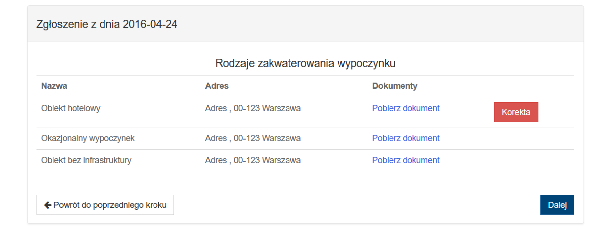 Zgłoszenie z dnia 2016-04-24
Rodzaje zakwaterowania wypoczynku
Nazwa Adres Dokumenty
Obiekt hotelowy Adres , 00-123 Warszawa Pobierz dokument Korekta
Okazjonalny wypoczynek Adres , 00-123 Warszawa Pobierz dokument
Obiekt bez infrastruktury Adres , 00-123 Warszawa Pobierz dokument
Powrót do poprzedniego kroku Dalej